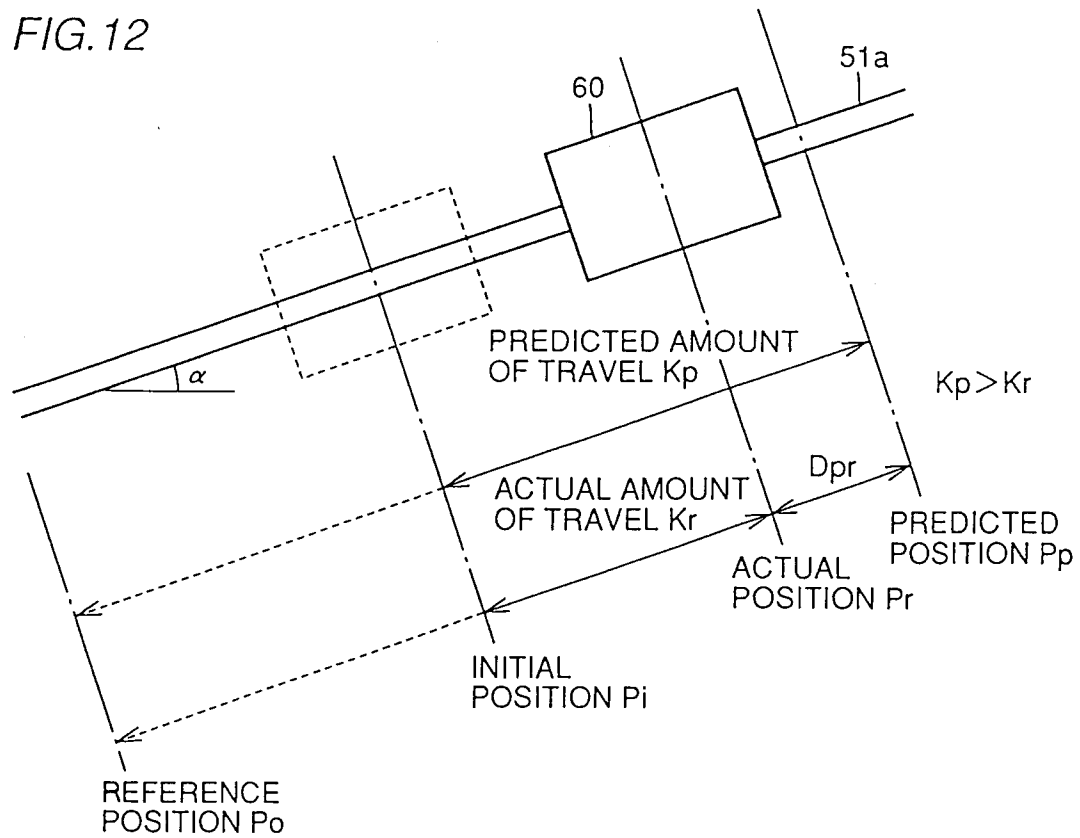 FIG.12
51a
60
PREDICTED AMOUNT
OF TRAVEL Kp
α
Kp>Kr
Dpr
ACTUAL AMOUNT
OF TRAVEL Kr
PREDICTED
POSITION Pp
ACTUAL
POSITION Pr
INITIAL
POSITION Pi
REFERENCE
POSITION Po